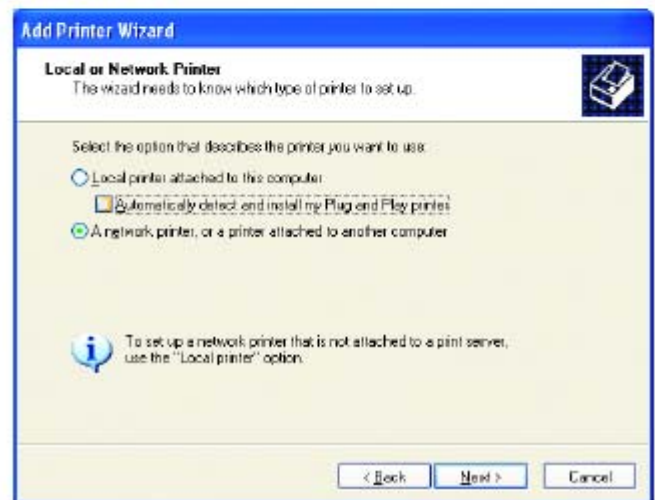 Add Printer Wizard
Local or Network Printer
The wizard needs to know which type of printer to set up.
Select the option that describes the printer you want to use:
Local printer attached to this computer
Automatically detect and install my Plug and Play printer
A network printer, or a printer attached to another computer
To set up a network printer that is not attached to a print server,
use the "Local printer" option.
< Back Next > Cancel